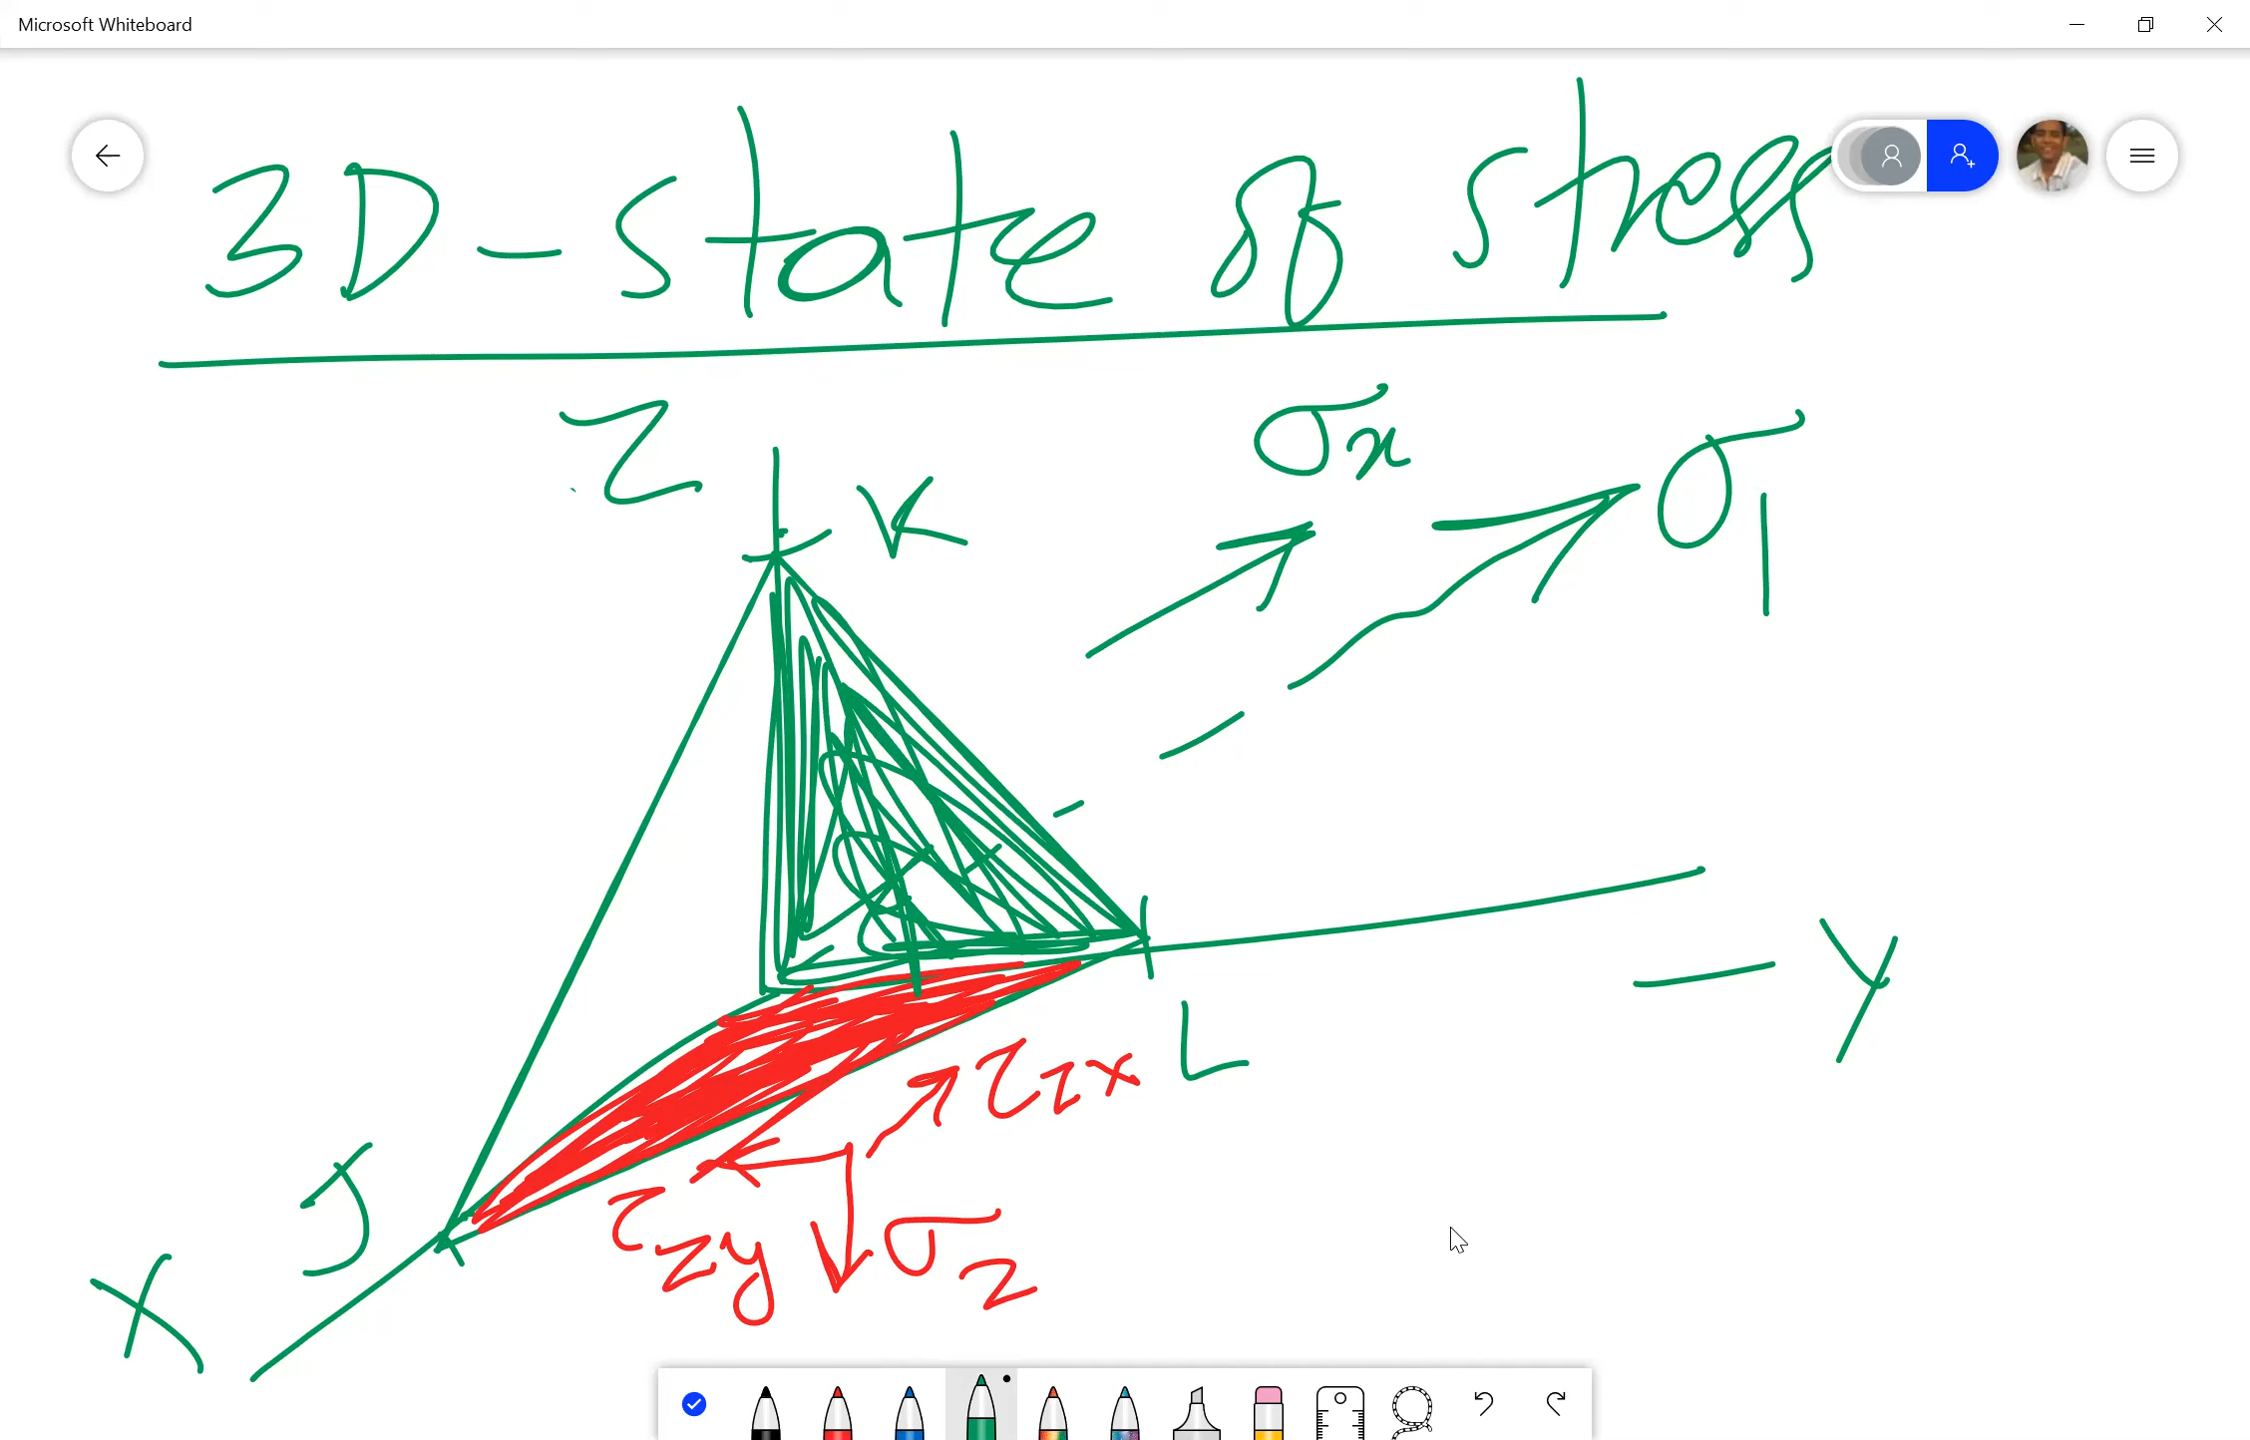 Microsoft Whiteboard
3D-state of stress
Z
K
σx
σ1
Y
L
τzx
τzy
σz
J
X